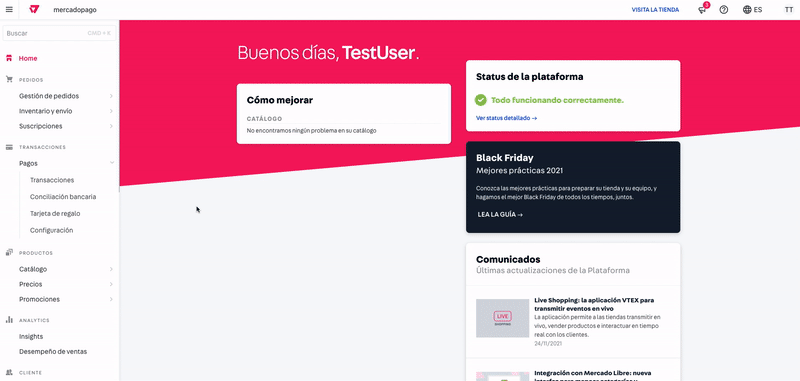 mercadopago
VISITA LA TIENDA
3
ES
TT
Buscar
CMD + K
Home
PEDIDOS
Gestión de pedidos
Inventario y envío
Suscripciones
TRANSACCIONES
Pagos
Transacciones
Conciliación bancaria
Tarjeta de regalo
Configuración
PRODUCTOS
Catálogo
Precios
Promociones
ANALYTICS
Insights
Desempeño de ventas
CLIENTE
Buenos días, TestUser.
Cómo mejorar
CATÁLOGO
No encontramos ningún problema en su catálogo
Status de la plataforma
Todo funcionando correctamente.
Ver status detallado →
Black Friday
Mejores prácticas 2021
Conozca las mejores prácticas para preparar su tienda y su equipo, y
hagamos el mejor Black Friday de todos los tiempos, juntos.
LEA LA GUÍA →
Comunicados
Últimas actualizaciones de la Plataforma
LIVE
SHOPPING
Live Shopping: la aplicación VTEX para
transmitir eventos en vivo
La aplicación permite a las tiendas transmitir en
vivo, vender productos e interactuar en tiempo
real con los clientes.
24/11/2021
Integración con Mercado Libre: nueva